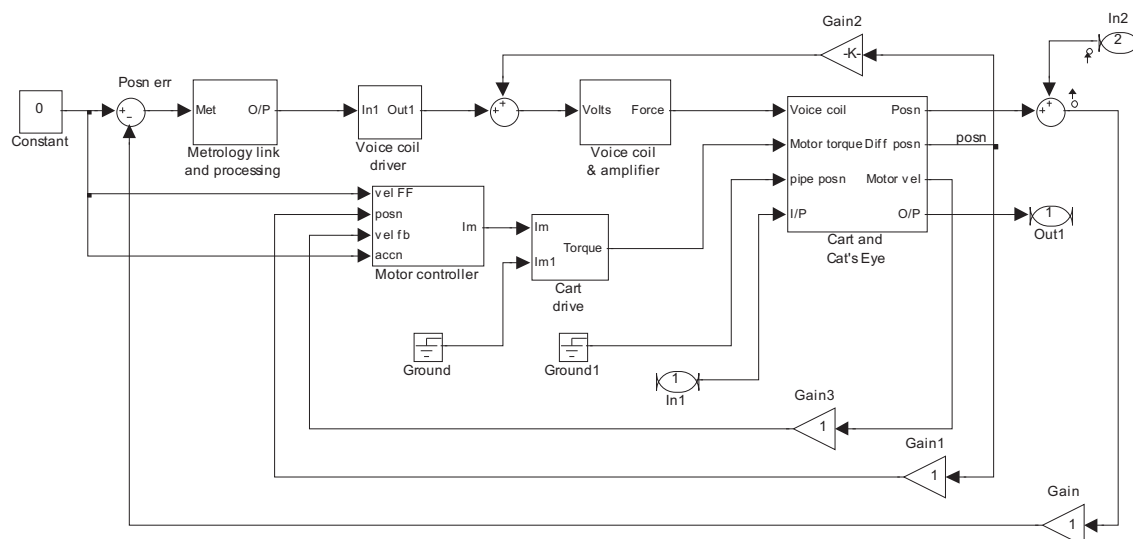 Gain2
In2
2
-K-
Posn err
0
Constant
Met O/P
Metrology link
and processing
In1 Out1
Voice coil
driver
Volts Force
Voice coil
& amplifier
Voice coil Posn
Motor torque Diff posn
pipe posn Motor vel
I/P O/P
Cart and
Cat's Eye
posn
1
Out1
vel FF
posn
vel fb
accn
Im
Motor controller
Im
Im1
Torque
Cart
drive
Ground
Ground1
1
In1
Gain3
1
Gain1
1
Gain
1